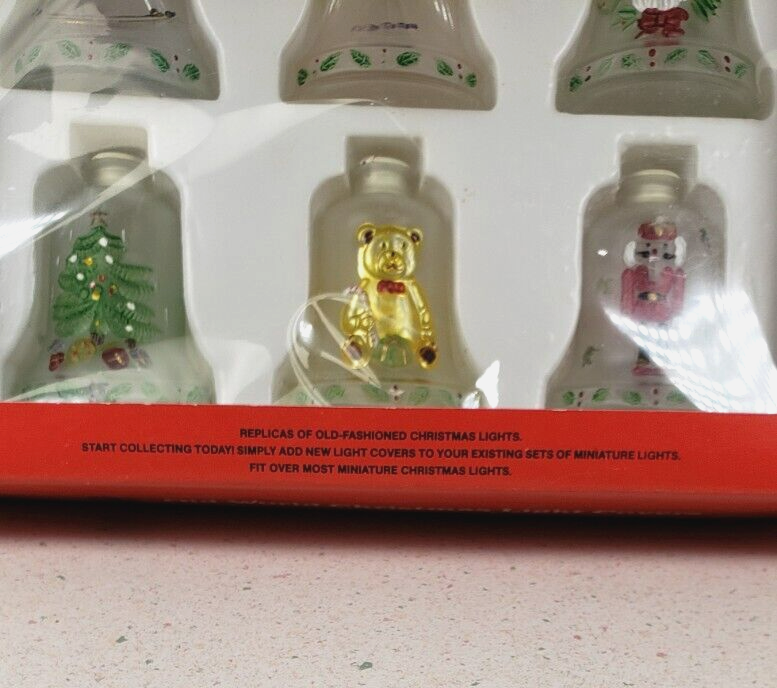 REPLICAS OF OLD-FASHIONED CHRISTMAS LIGHTS.
START COLLECTING TODAY! SIMPLY ADD NEW LIGHT COVERS TO YOUR EXISTING SETS OF MINIATURE LIGHTS.
FIT OVER MOST MINIATURE CHRISTMAS LIGHTS.